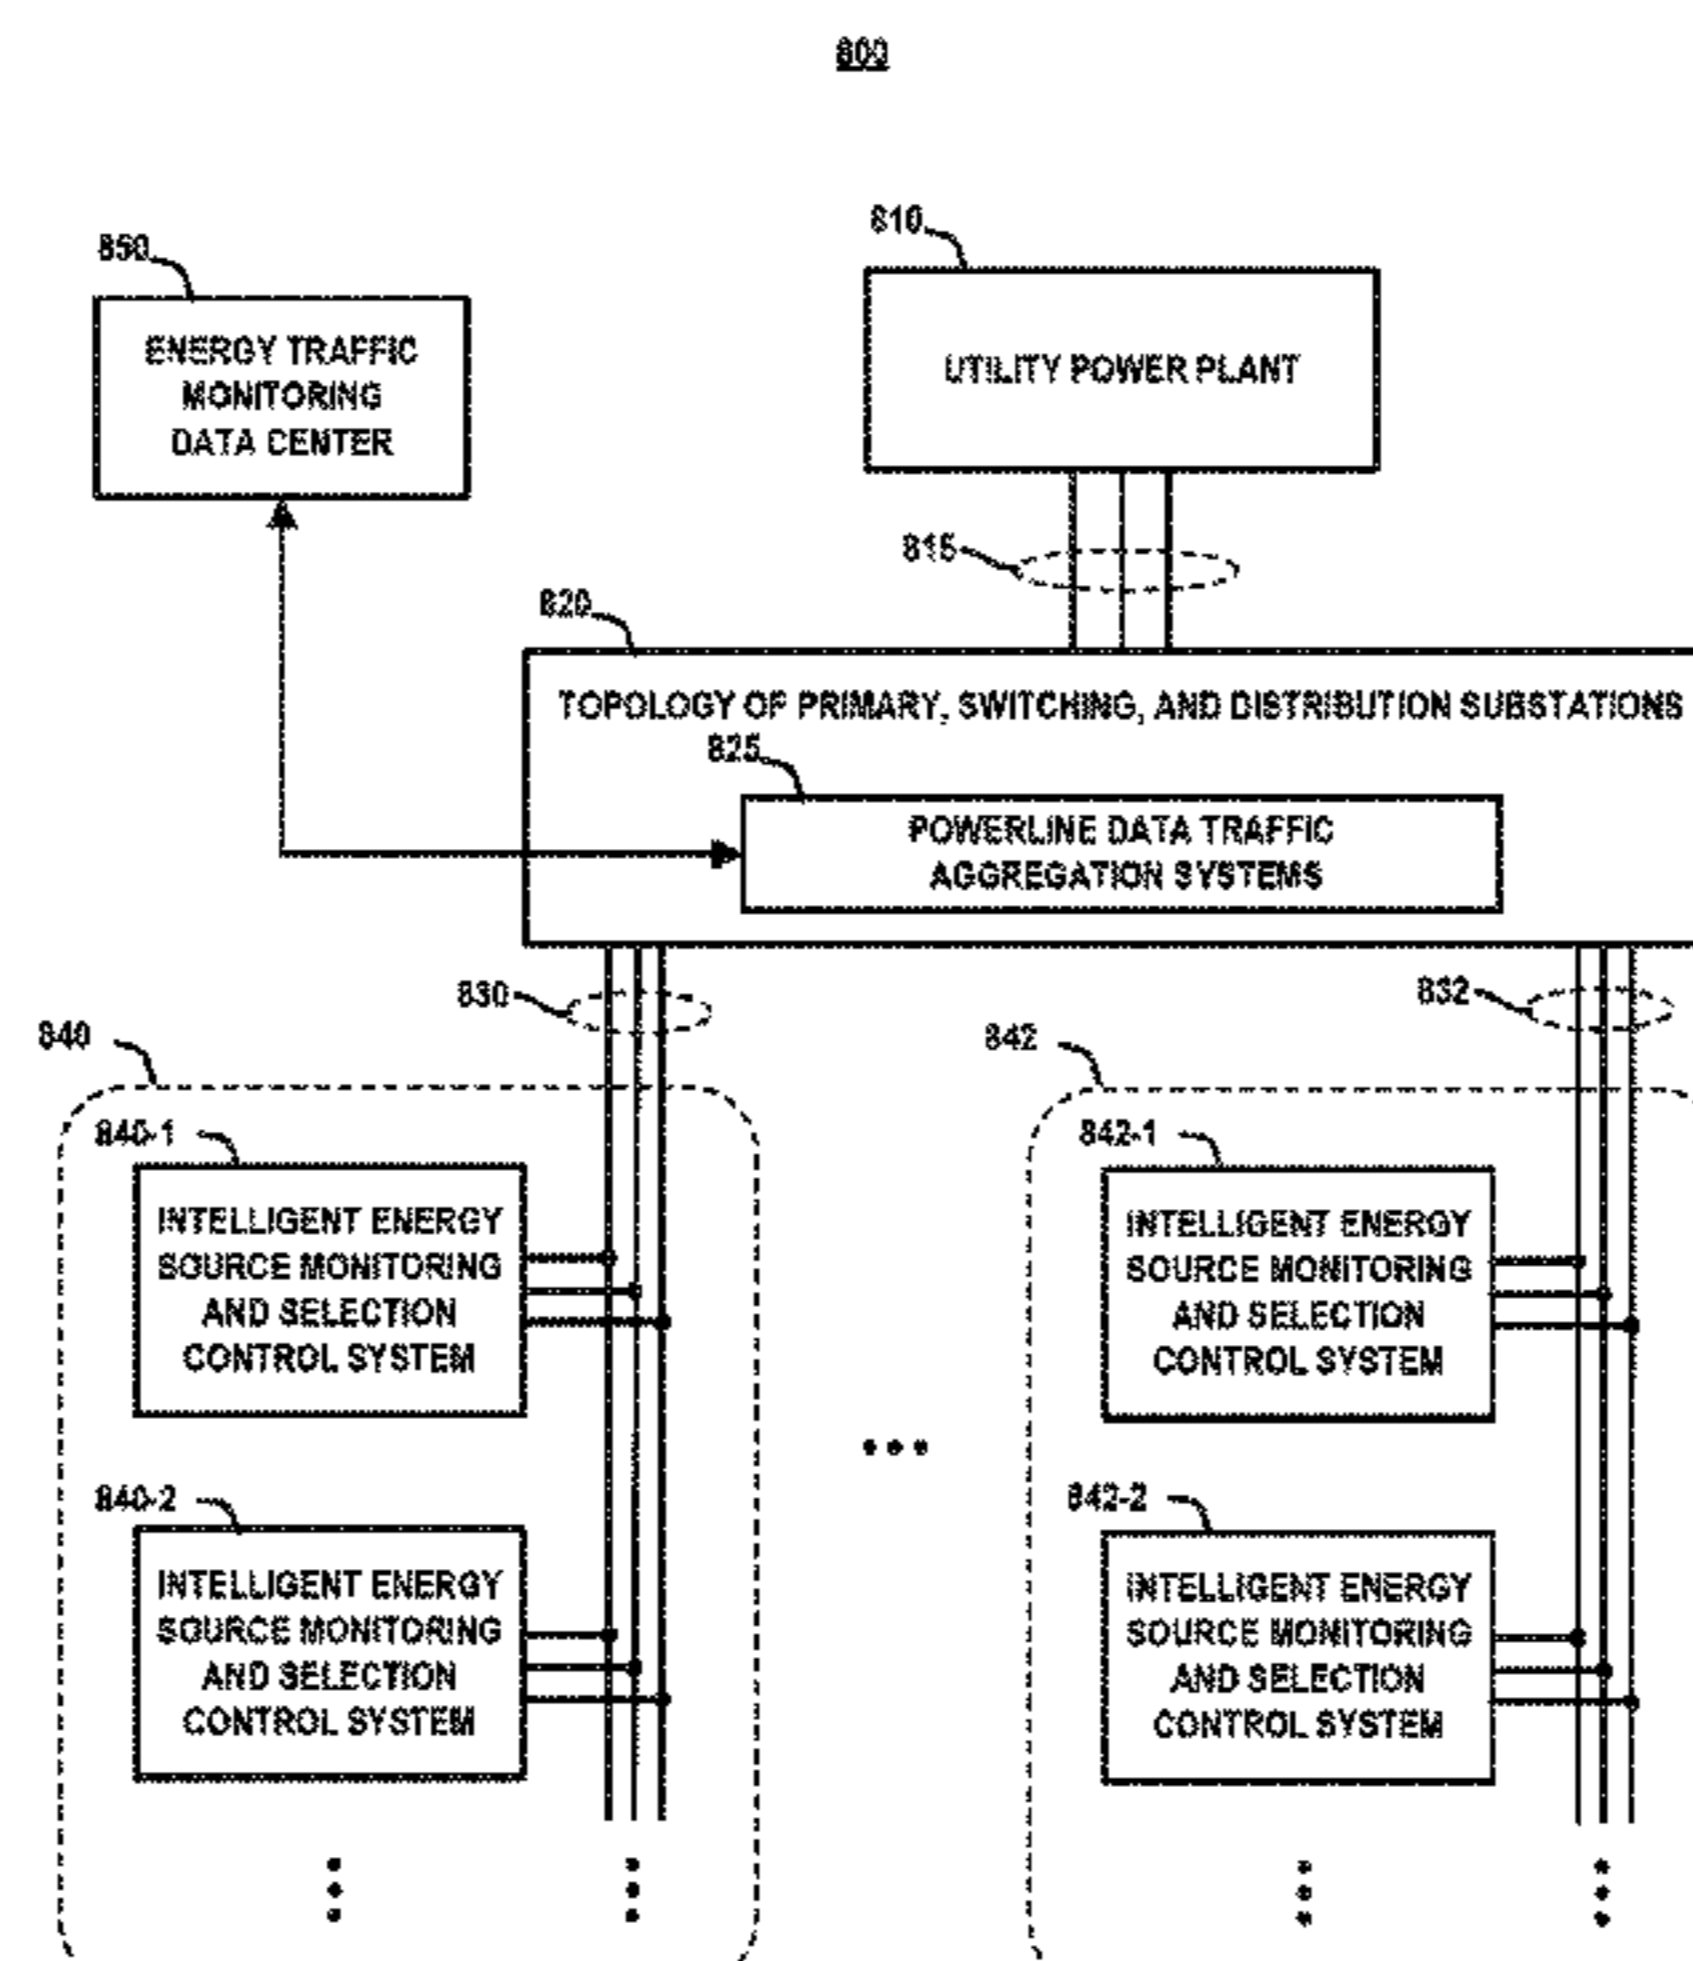 800
850
810
ENERGY TRAFFIC
MONITORING
DATA CENTER
UTILITY POWER PLANT
815
820
TOPOLOGY OF PRIMARY, SWITCHING, AND DISTRIBUTION SUBSTATIONS
825
POWERLINE DATA TRAFFIC
AGGREGATION SYSTEMS
830
832
840
842
840-1
INTELLIGENT ENERGY
SOURCE MONITORING
AND SELECTION
CONTROL SYSTEM
842-1
INTELLIGENT ENERGY
SOURCE MONITORING
AND SELECTION
CONTROL SYSTEM
840-2
INTELLIGENT ENERGY
SOURCE MONITORING
AND SELECTION
CONTROL SYSTEM
842-2
INTELLIGENT ENERGY
SOURCE MONITORING
AND SELECTION
CONTROL SYSTEM